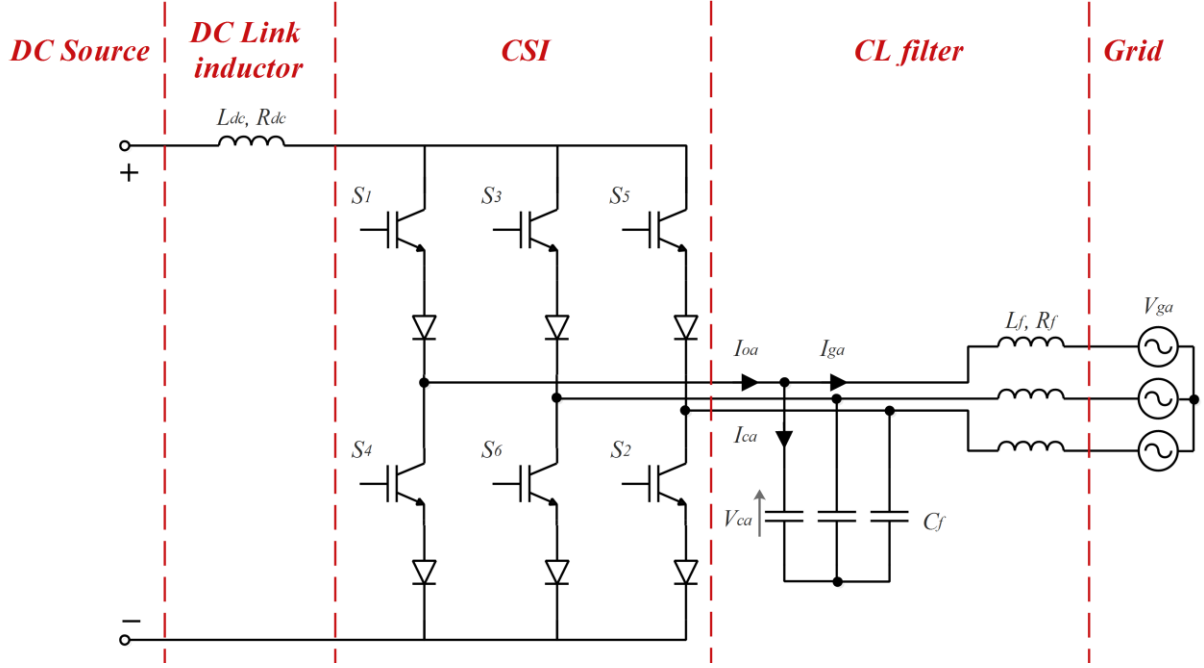 DC Source
DC Link
inductor
CSI
CL filter
Grid
Ldc, Rdc
+
S1
S3
S5
Ioa
Iga
Lf, Rf
Vga
S4
S6
S2
Ica
Vca
Cf
−